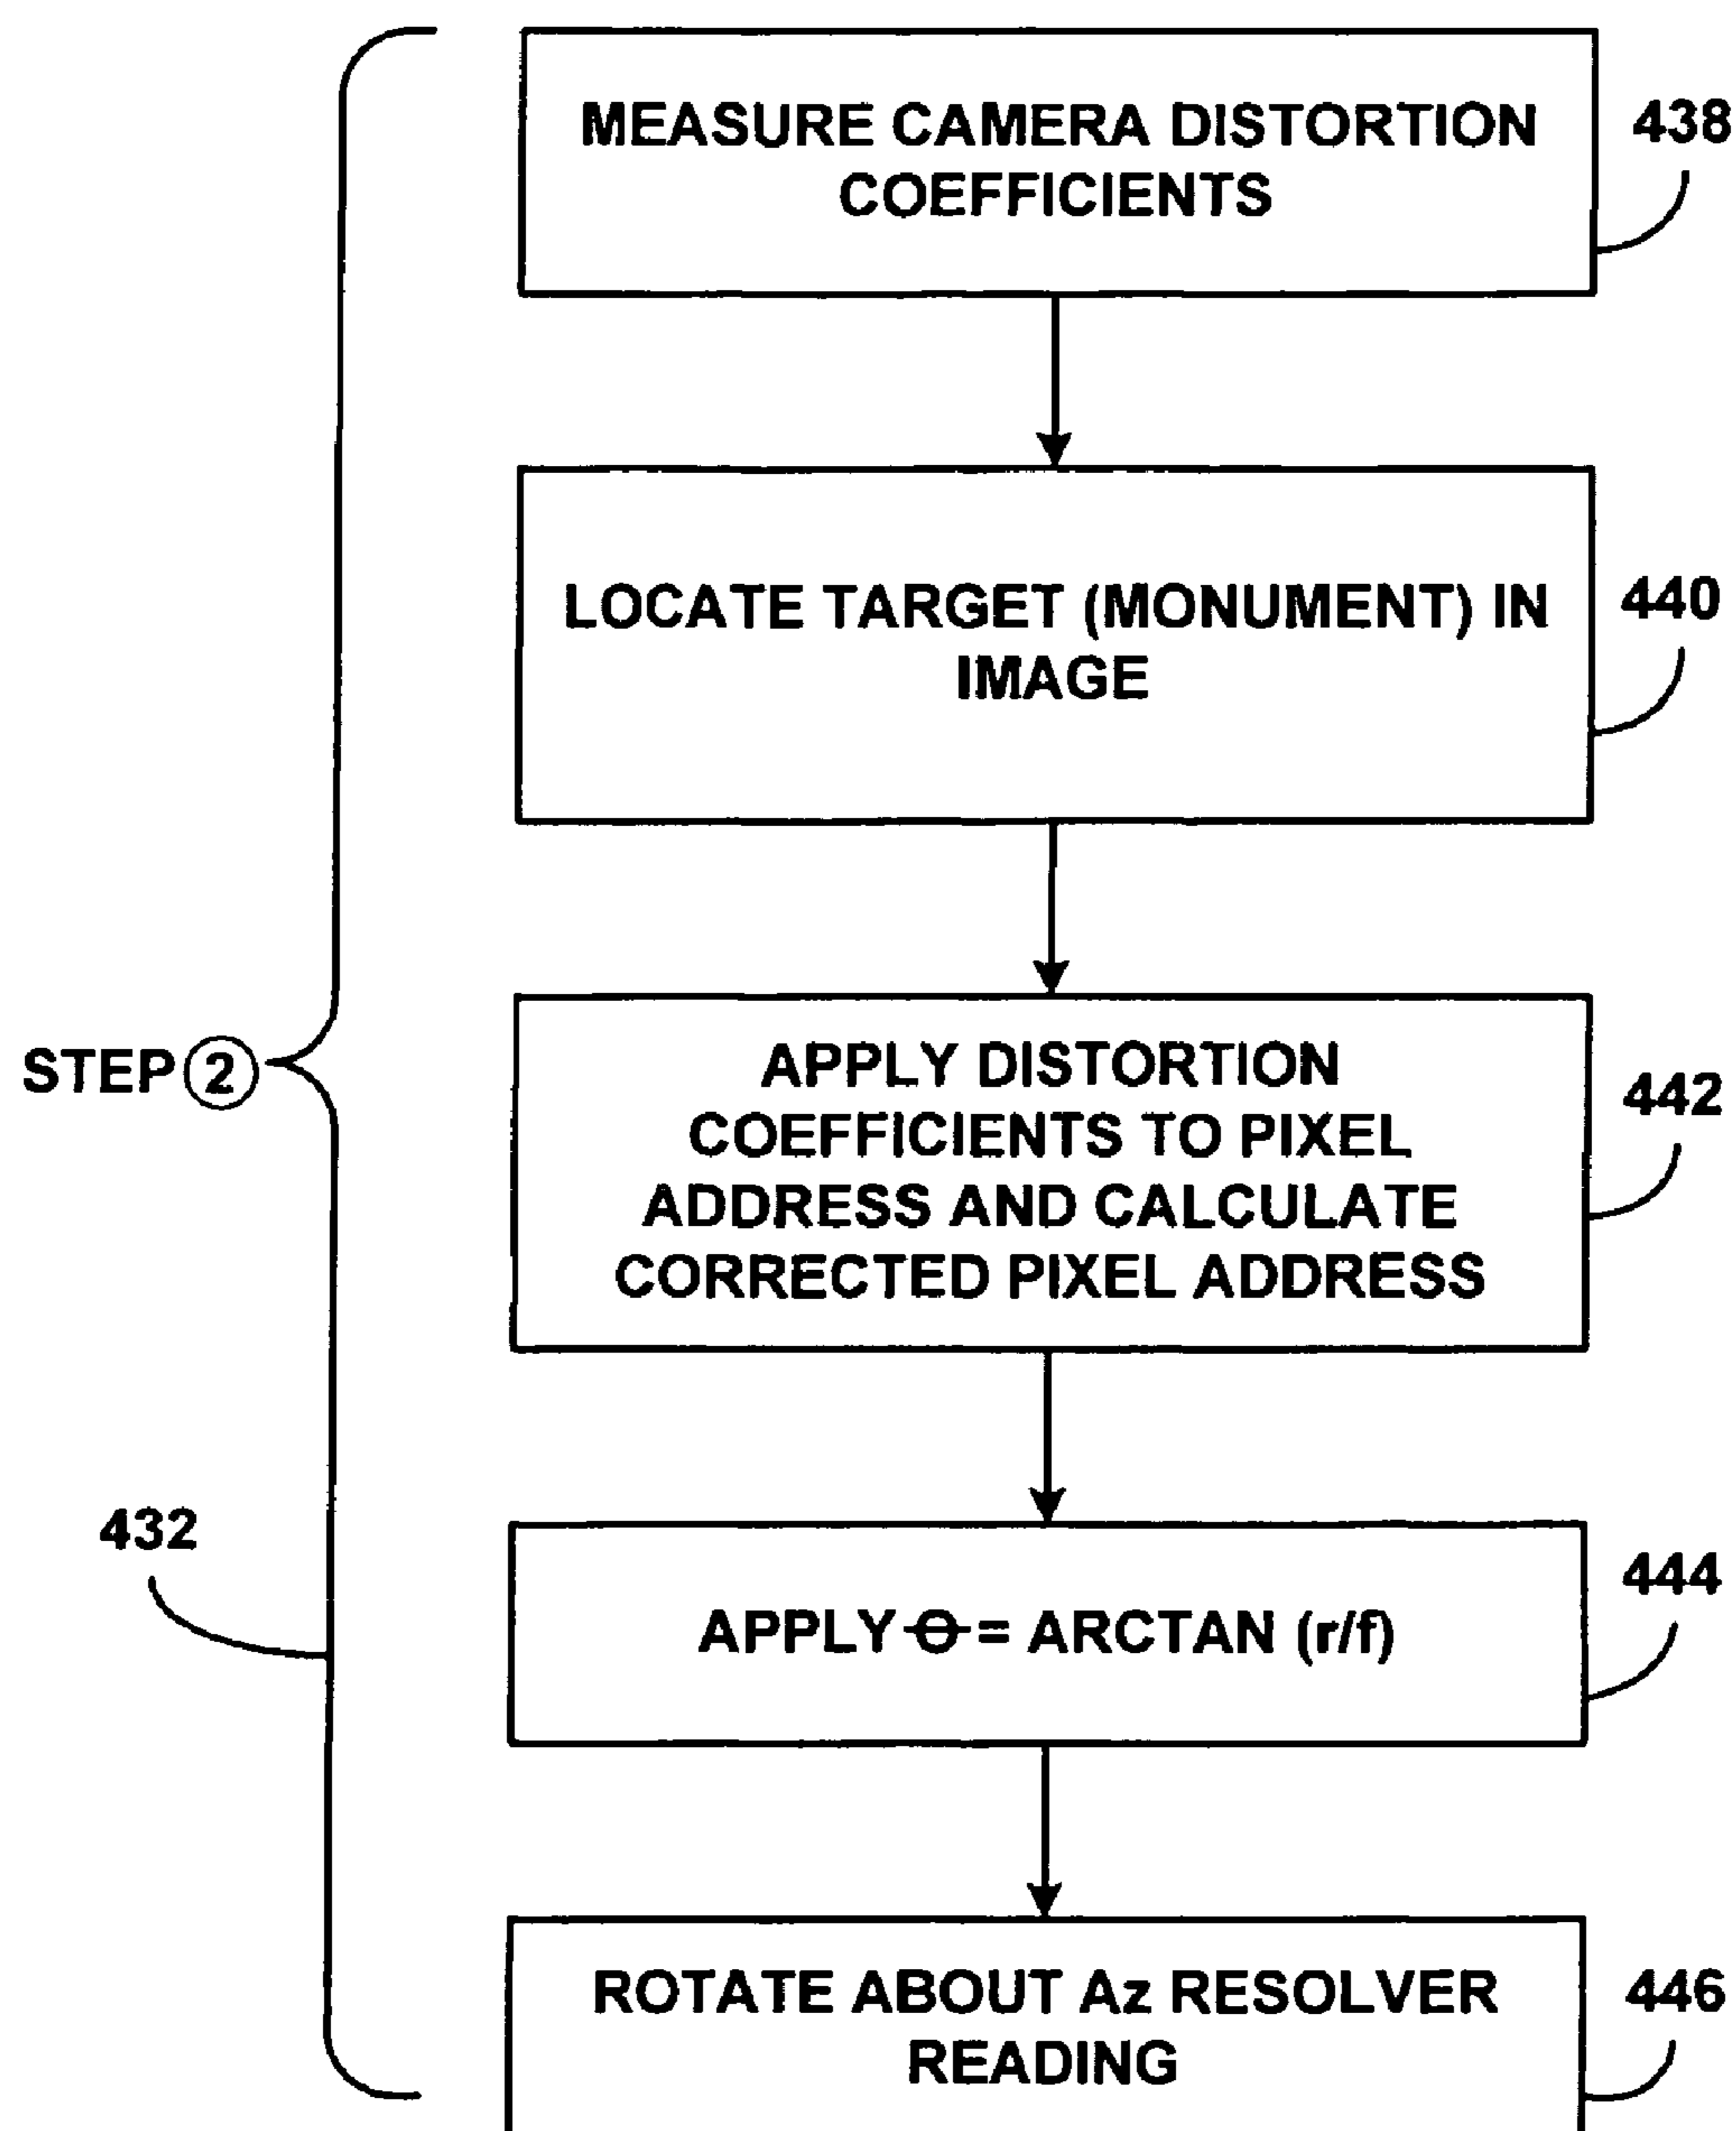 MEASURE CAMERA DISTORTION
COEFFICIENTS
438
LOCATE TARGET (MONUMENT) IN
IMAGE
440
STEP 2
APPLY DISTORTION
COEFFICIENTS TO PIXEL
ADDRESS AND CALCULATE
CORRECTED PIXEL ADDRESS
442
432
APPLY Θ = ARCTAN (r/f)
444
ROTATE ABOUT Az RESOLVER
READING
446